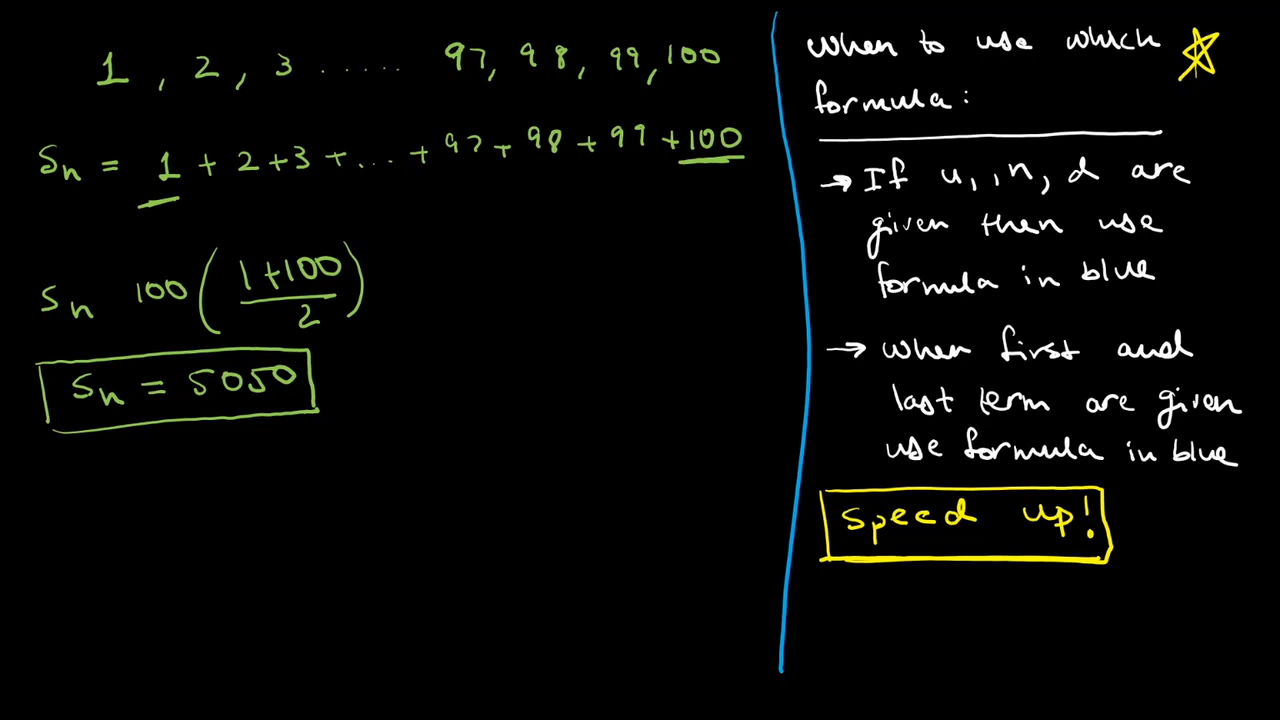 1 , 2 , 3 ...... 97, 98, 99, 100
Sn = 1 + 2 + 3 + ... + 97 + 98 + 99 + 100
Sn 100 ( 1 + 100 / 2 )
Sn = 5050
When to use which
formula:
→ If u₁, n, d are
given then use
formula in blue
→ When first and
last term are given
use formula in blue
Speed up!